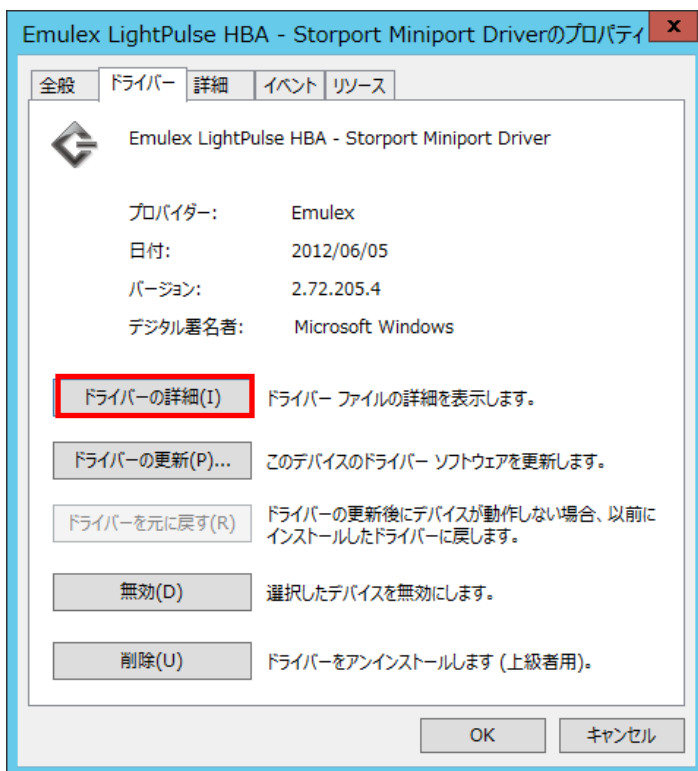 Emulex LightPulse HBA - Storport Miniport Driverのプロパティ x
全般 ドライバー 詳細 イベント リソース
Emulex LightPulse HBA - Storport Miniport Driver
プロバイダー: Emulex
日付: 2012/06/05
バージョン: 2.72.205.4
デジタル署名者: Microsoft Windows
ドライバーの詳細(I) ドライバー ファイルの詳細を表示します。
ドライバーの更新(P)... このデバイスのドライバー ソフトウェアを更新します。
ドライバーを元に戻す(R) ドライバーの更新後にデバイスが動作しない場合、以前に
インストールしたドライバーに戻します。
無効(D) 選択したデバイスを無効にします。
削除(U) ドライバーをアンインストールします (上級者用)。
OK キャンセル